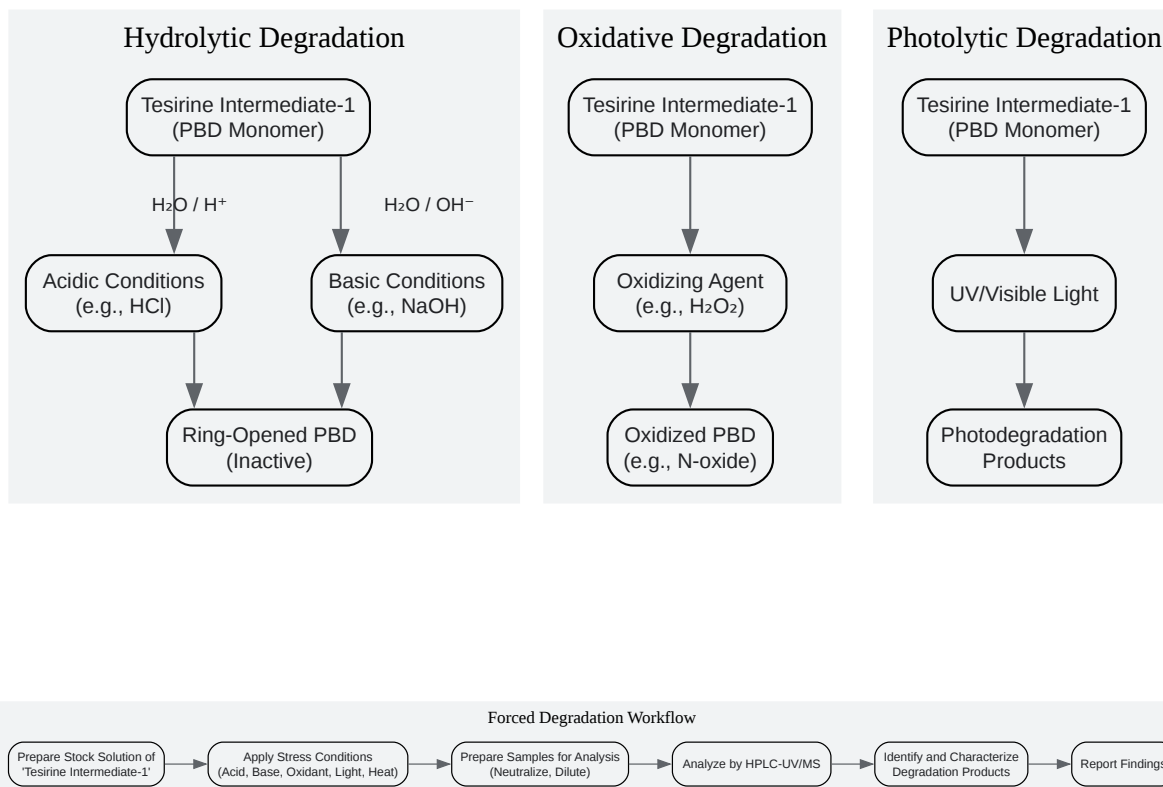 Hydrolytic Degradation
Tesirine Intermediate-1
(PBD Monomer)
H₂O / H⁺
H₂O / OH⁻
Acidic Conditions
(e.g., HCl)
Basic Conditions
(e.g., NaOH)
Ring-Opened PBD
(Inactive)
Oxidative Degradation
Tesirine Intermediate-1
(PBD Monomer)
Oxidizing Agent
(e.g., H₂O₂)
Oxidized PBD
(e.g., N-oxide)
Photolytic Degradation
Tesirine Intermediate-1
(PBD Monomer)
UV/Visible Light
Photodegradation
Products
Forced Degradation Workflow
Prepare Stock Solution of
'Tesirine Intermediate-1'
Apply Stress Conditions
(Acid, Base, Oxidant, Light, Heat)
Prepare Samples for Analysis
(Neutralize, Dilute)
Analyze by HPLC-UV/MS
Identify and Characterize
Degradation Products
Report Findings